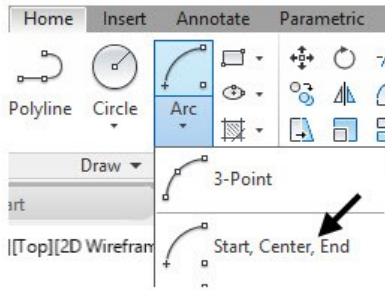 Home Insert Annotate Parametric
Polyline Circle Arc
Draw
3-Point
[Top][2D Wirefram
Start, Center, End